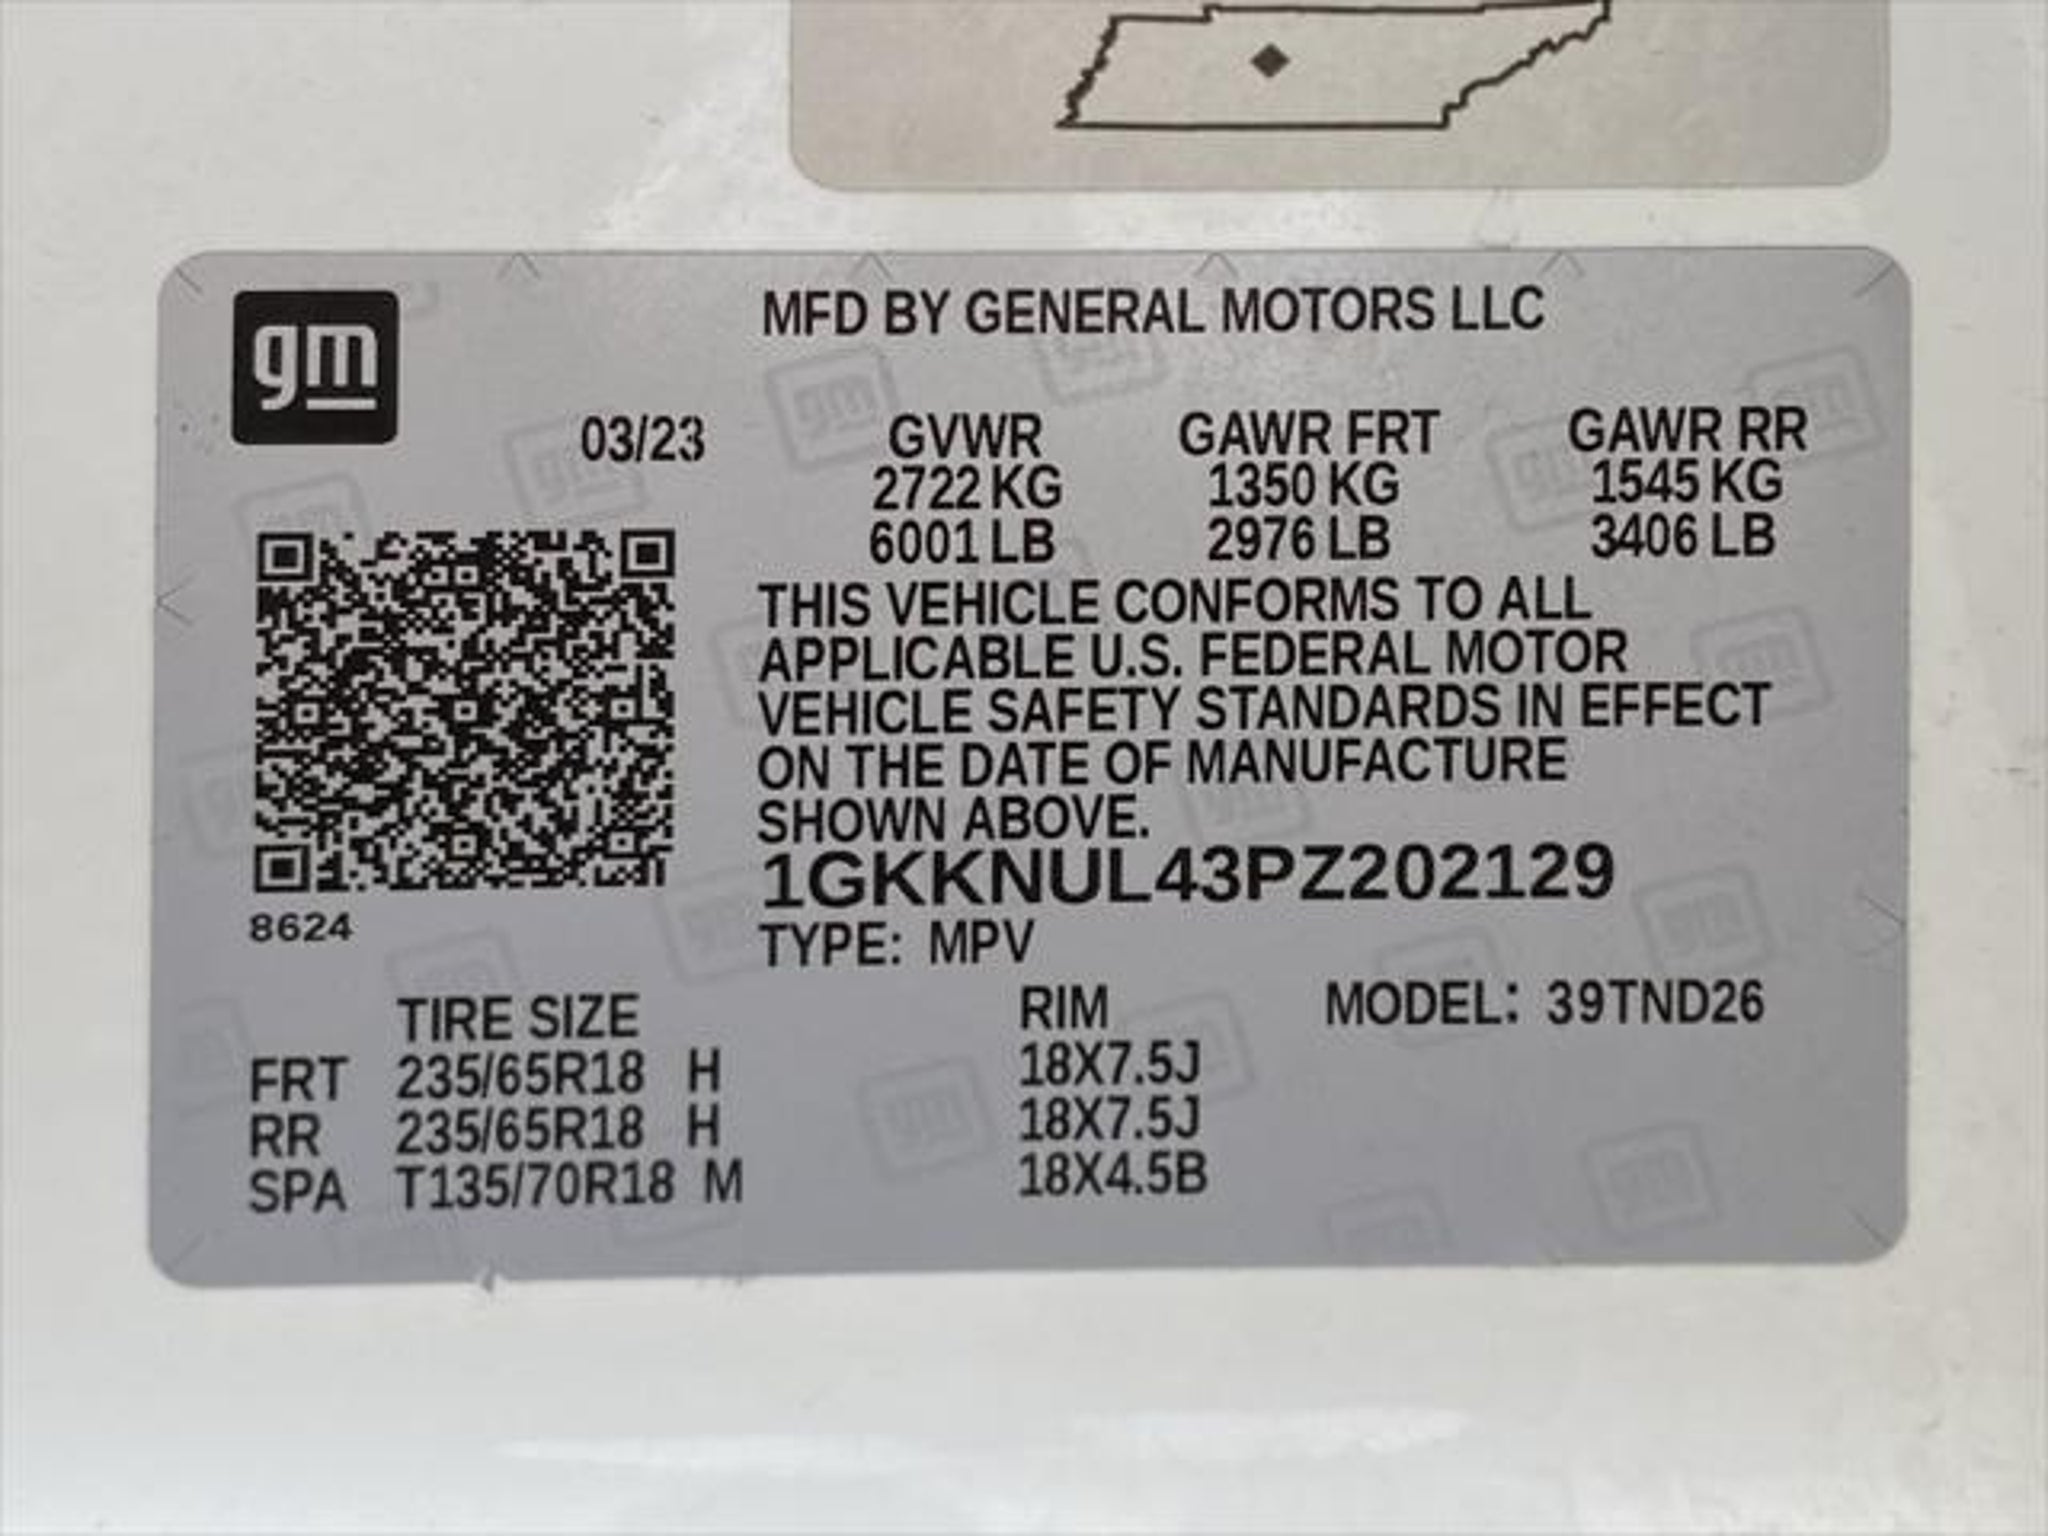 gm
MFD BY GENERAL MOTORS LLC
03/23
GVWR GAWR FRT GAWR RR
2722 KG 1350 KG 1545 KG
6001 LB 2976 LB 3406 LB
THIS VEHICLE CONFORMS TO ALL
APPLICABLE U.S. FEDERAL MOTOR
VEHICLE SAFETY STANDARDS IN EFFECT
ON THE DATE OF MANUFACTURE
SHOWN ABOVE.
1GKKNUL43PZ202129
8624
TYPE: MPV
TIRE SIZE RIM MODEL: 39TND26
FRT 235/65R18 H 18X7.5J
RR 235/65R18 H 18X7.5J
SPA T135/70R18 M 18X4.5B